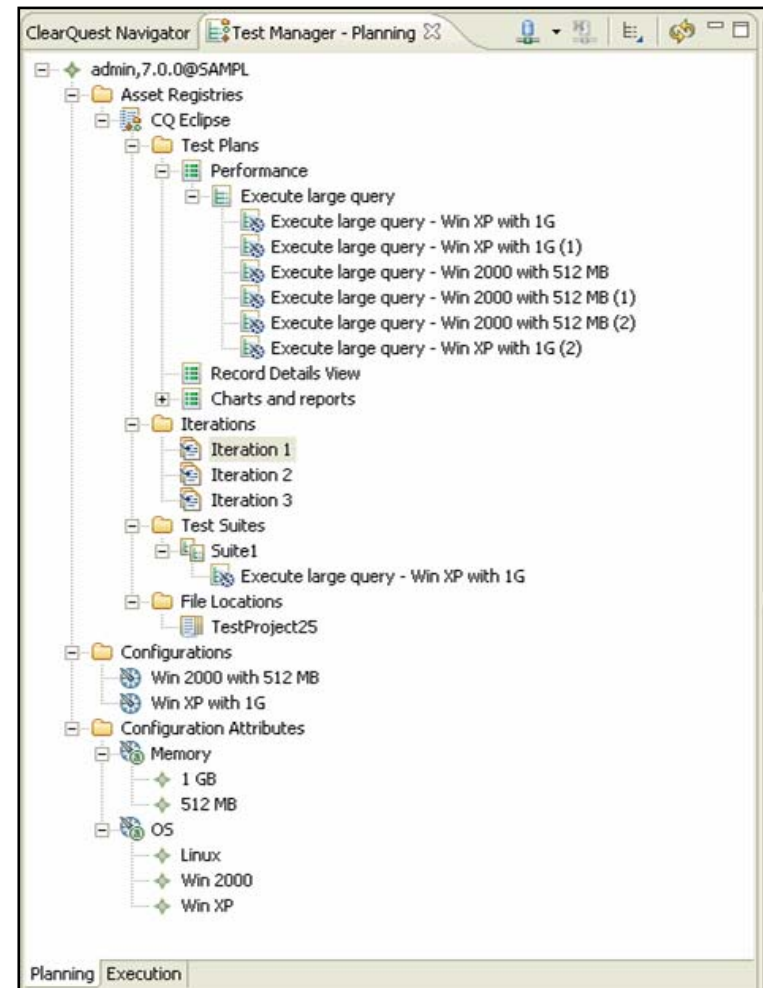 ClearQuest Navigator Test Manager - Planning
admin,7.0.0@SAMPL
Asset Registries
CQ Eclipse
Test Plans
Performance
Execute large query
Execute large query - Win XP with 1G
Execute large query - Win XP with 1G (1)
Execute large query - Win 2000 with 512 MB
Execute large query - Win 2000 with 512 MB (1)
Execute large query - Win 2000 with 512 MB (2)
Execute large query - Win XP with 1G (2)
Record Details View
Charts and reports
Iterations
Iteration 1
Iteration 2
Iteration 3
Test Suites
Suite1
Execute large query - Win XP with 1G
File Locations
TestProject25
Configurations
Win 2000 with 512 MB
Win XP with 1G
Configuration Attributes
Memory
1 GB
512 MB
OS
Linux
Win 2000
Win XP
Planning Execution